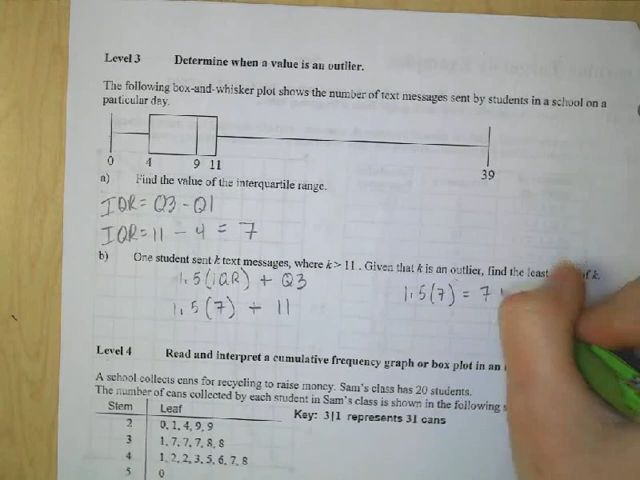 Level 3 Determine when a value is an outlier.
The following box-and-whisker plot shows the number of text messages sent by students in a school on a
particular day.
0 4 9 11 39
a) Find the value of the interquartile range.
IQR = Q3 - Q1
IQR = 11 - 4 = 7
b) One student sent k text messages, where k > 11. Given that k is an outlier, find the least of k.
1.5(IQR) + Q3
1.5(7) = 7
1.5(7) + 11
Level 4 Read and interpret a cumulative frequency graph or box plot in an
A school collects cans for recycling to raise money. Sam's class has 20 students.
The number of cans collected by each student in Sam's class is shown in the following
Stem Leaf
Key: 3|1 represents 31 cans
2 0, 1, 4, 9, 9
3 1, 7, 7, 7, 8, 8
4 1, 2, 2, 3, 5, 6, 7, 8
5 0